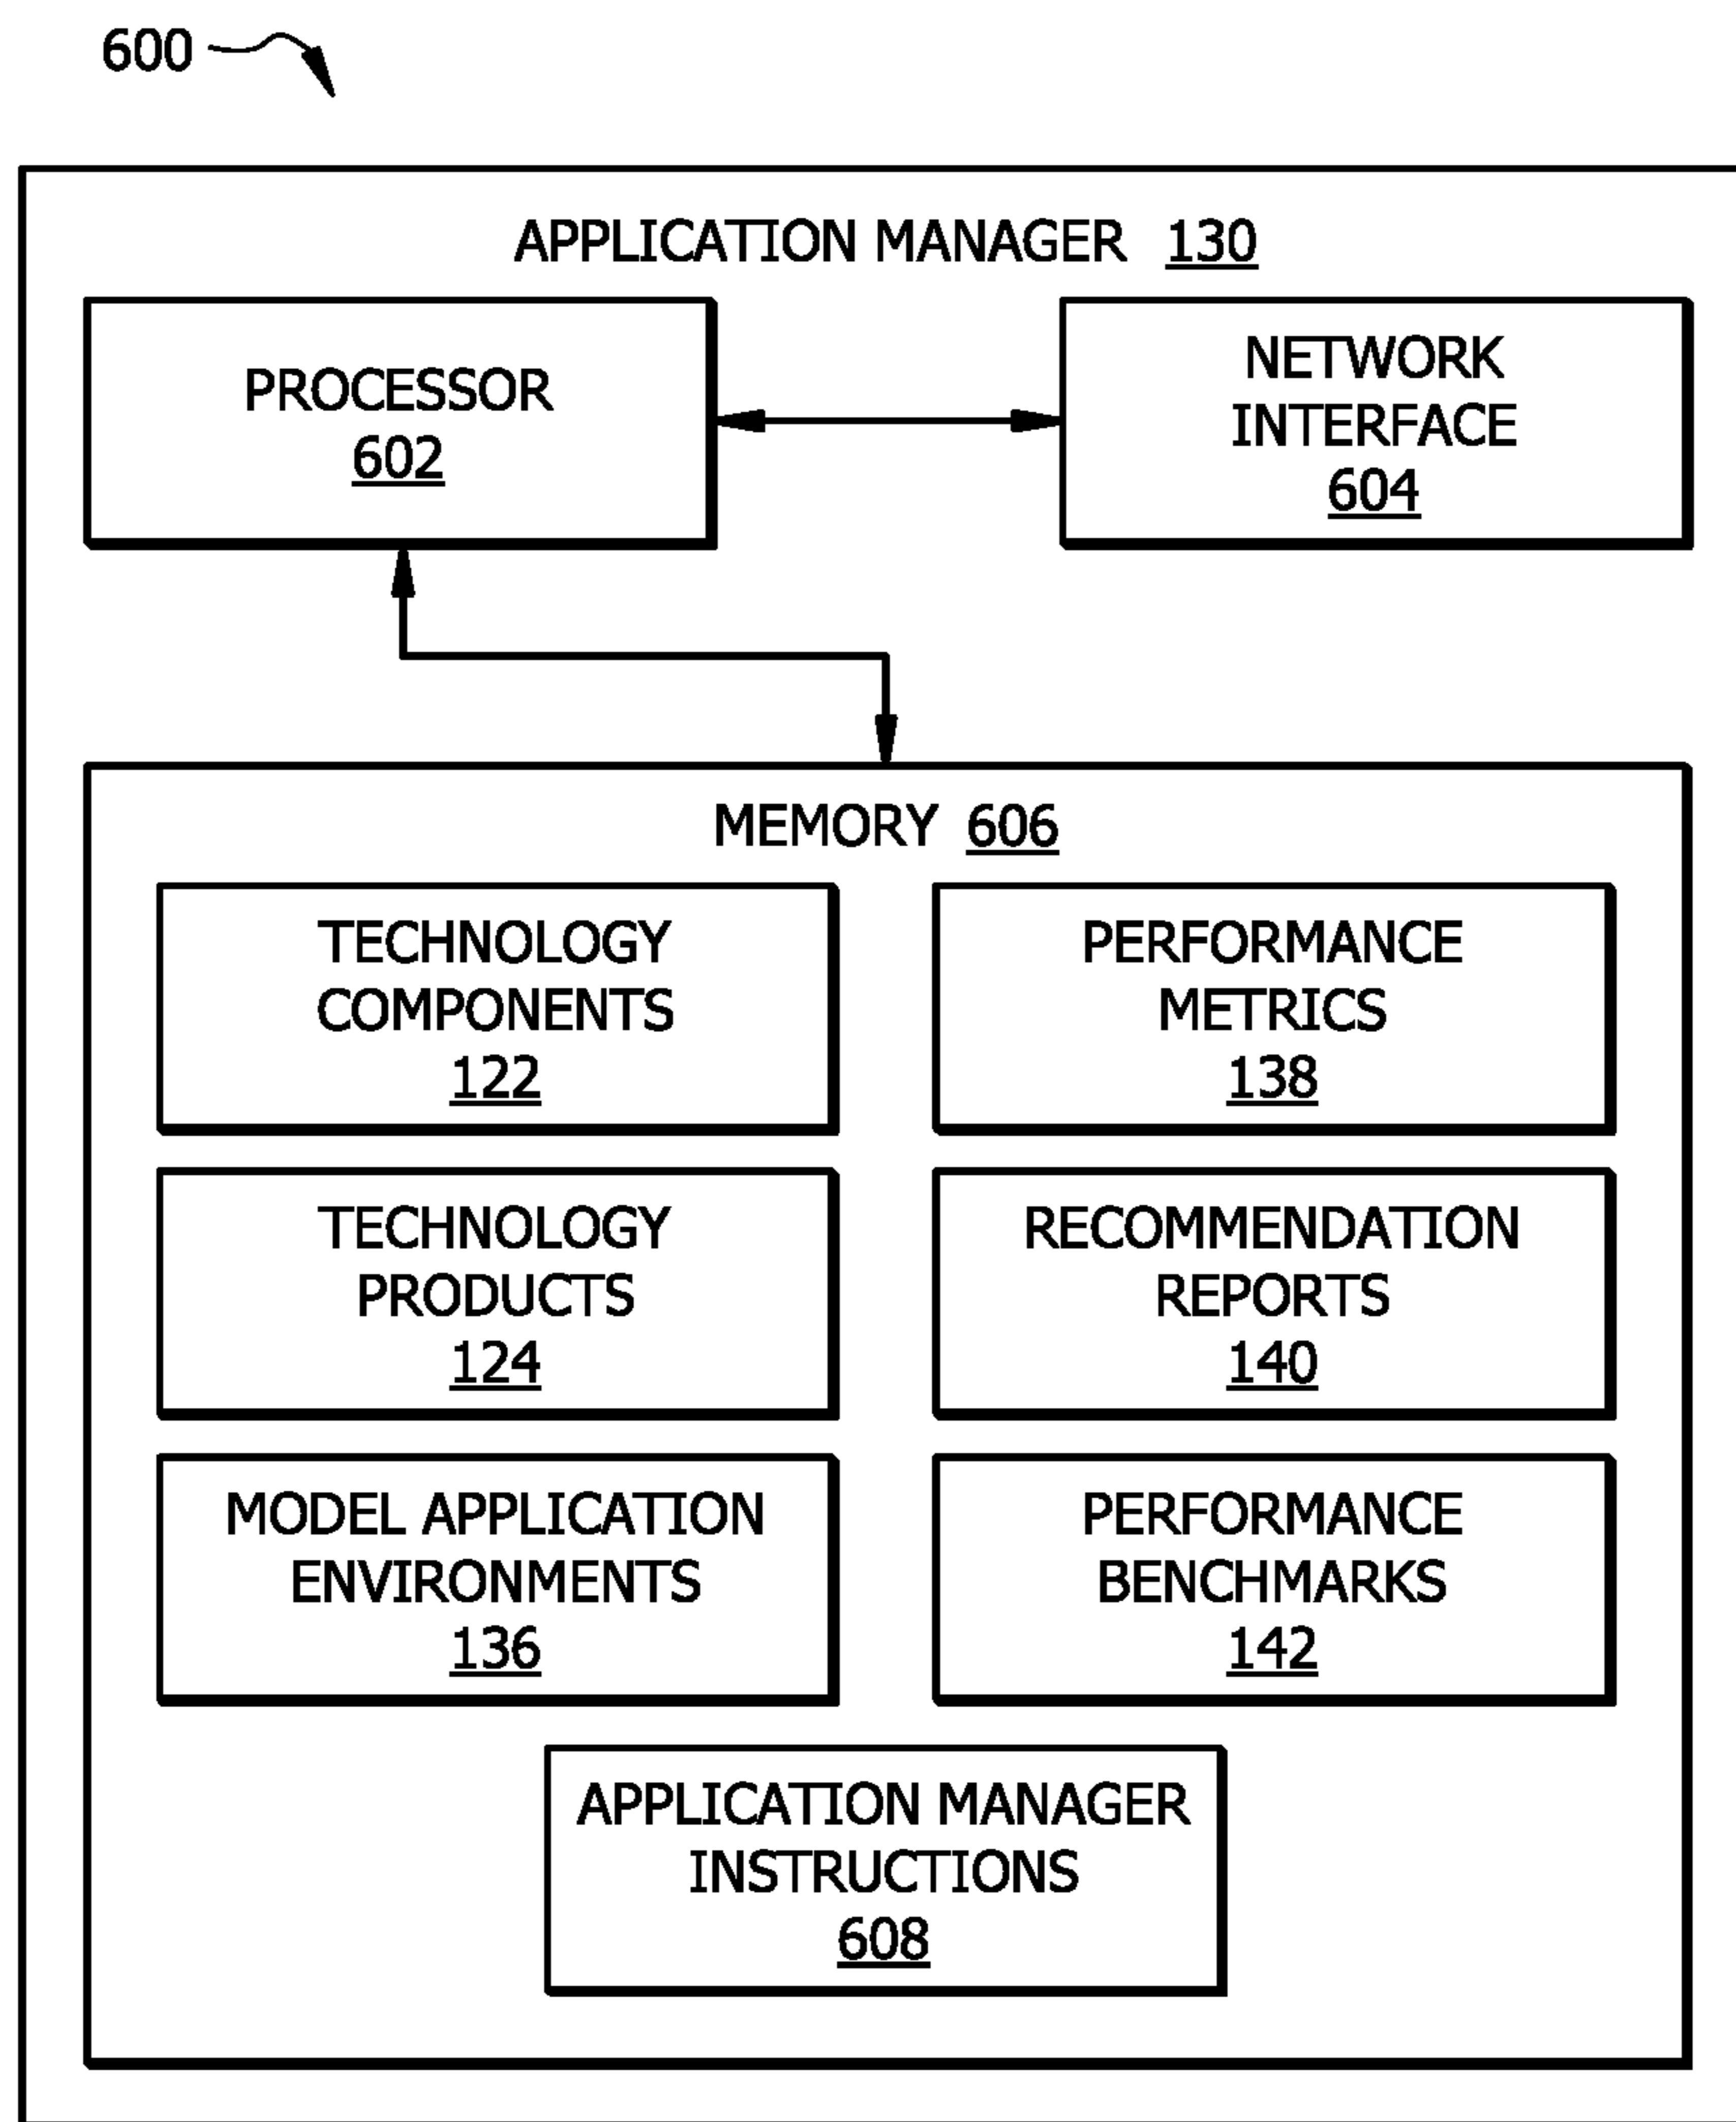 600
APPLICATION MANAGER 130
PROCESSOR
602
NETWORK
INTERFACE
604
MEMORY 606
TECHNOLOGY
COMPONENTS
122
PERFORMANCE
METRICS
138
TECHNOLOGY
PRODUCTS
124
RECOMMENDATION
REPORTS
140
MODEL APPLICATION
ENVIRONMENTS
136
PERFORMANCE
BENCHMARKS
142
APPLICATION MANAGER
INSTRUCTIONS
608